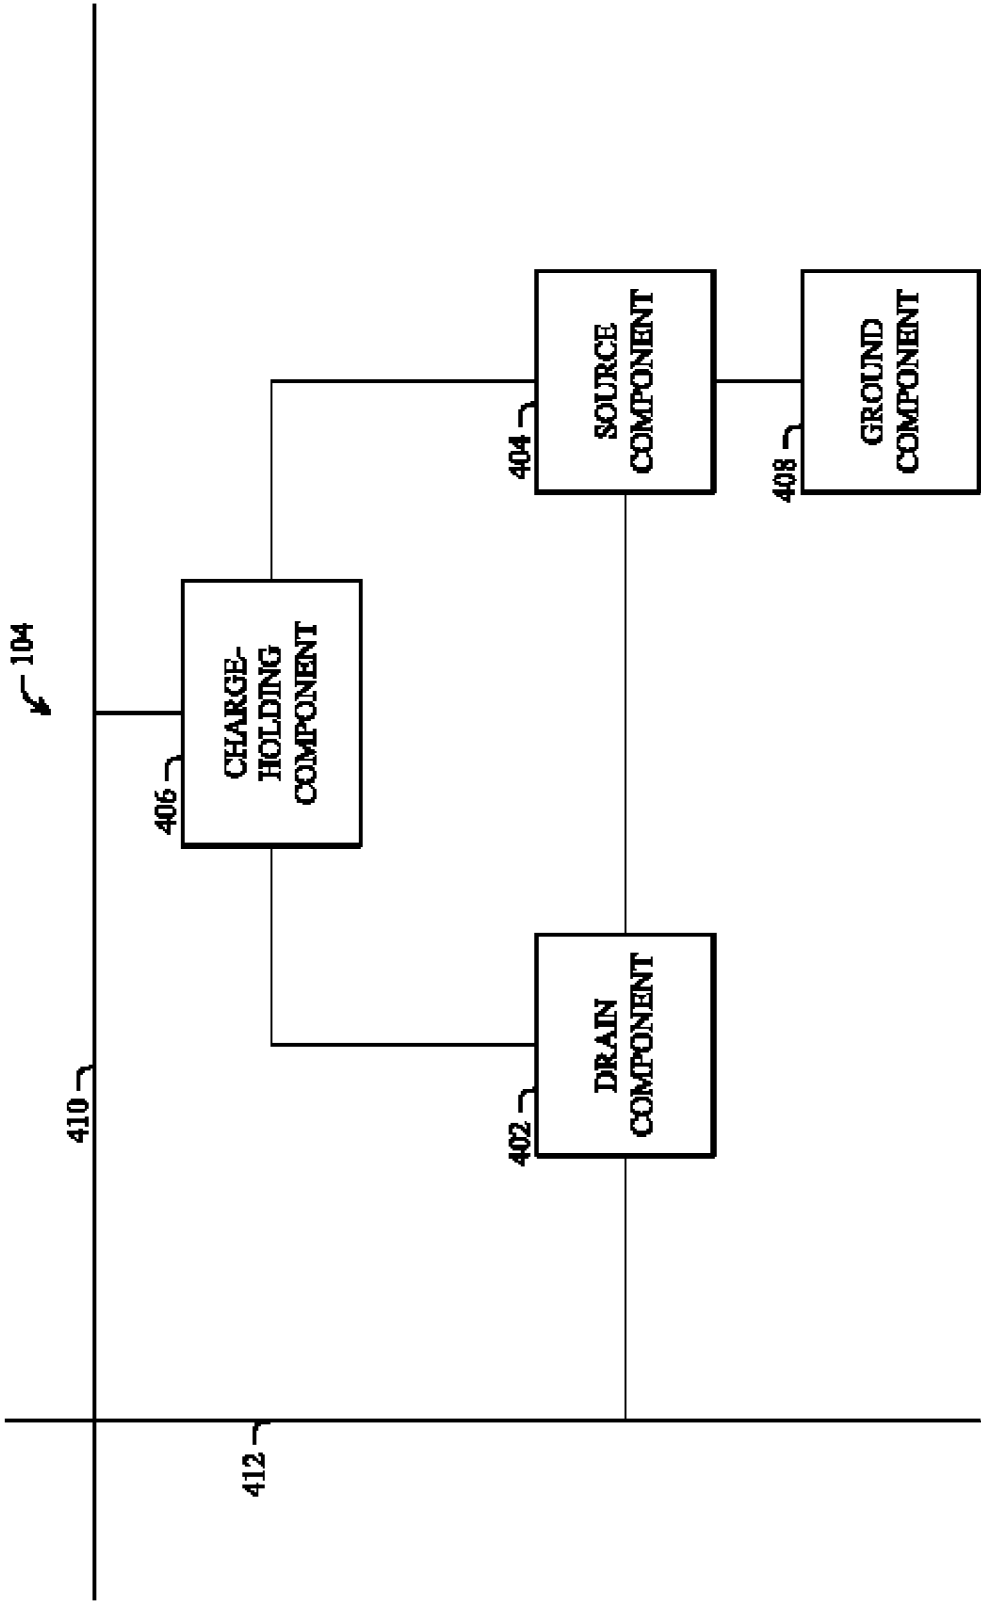 104
410
406
CHARGE-
HOLDING
COMPONENT
412
402
DRAIN
COMPONENT
404
SOURCE
COMPONENT
408
GROUND
COMPONENT